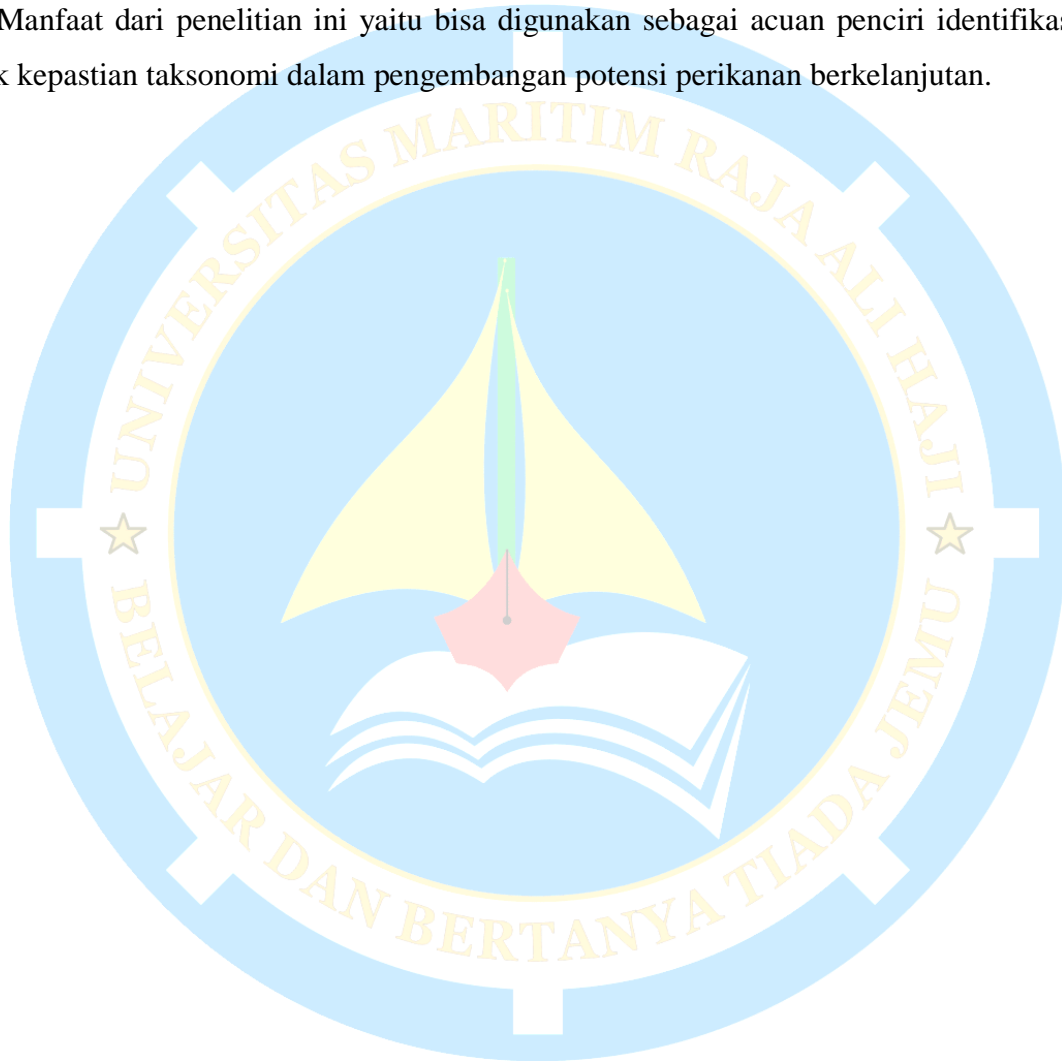 Manfaat dari penelitian ini yaitu bisa digunakan sebagai acuan penciri identifikas
k kepastian taksonomi dalam pengembangan potensi perikanan berkelanjutan.
UNIVERSITAS MARITIM RAJA ALI HAJI
BELAJAR DAN BERTANYA TIADA JEMU